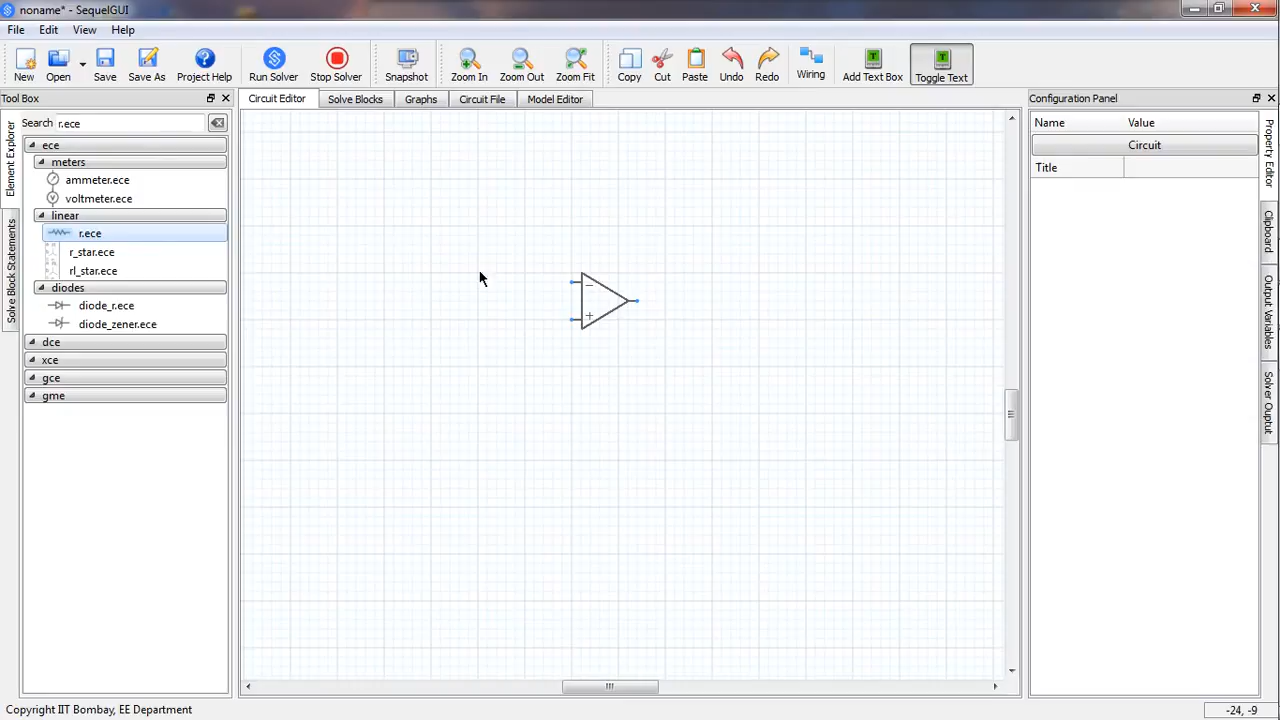 noname* - SequelGUI
File Edit View Help
New Open Save Save As Project Help Run Solver Stop Solver Snapshot Zoom In Zoom Out Zoom Fit Copy Cut Paste Undo Redo Wiring Add Text Box Toggle Text
Tool Box
Circuit Editor Solve Blocks Graphs Circuit File Model Editor
Configuration Panel
Search r.ece
Name Value
ece
Circuit
meters
Title
ammeter.ece
voltmeter.ece
linear
r.ece
r_star.ece
rl_star.ece
diodes
diode_r.ece
diode_zener.ece
dce
xce
gce
gme
Element Explorer
Solve Block Statements
− +
Property Editor
Clipboard
Output Variables
Solver Ouptut
Copyright IIT Bombay, EE Department
-24, -9